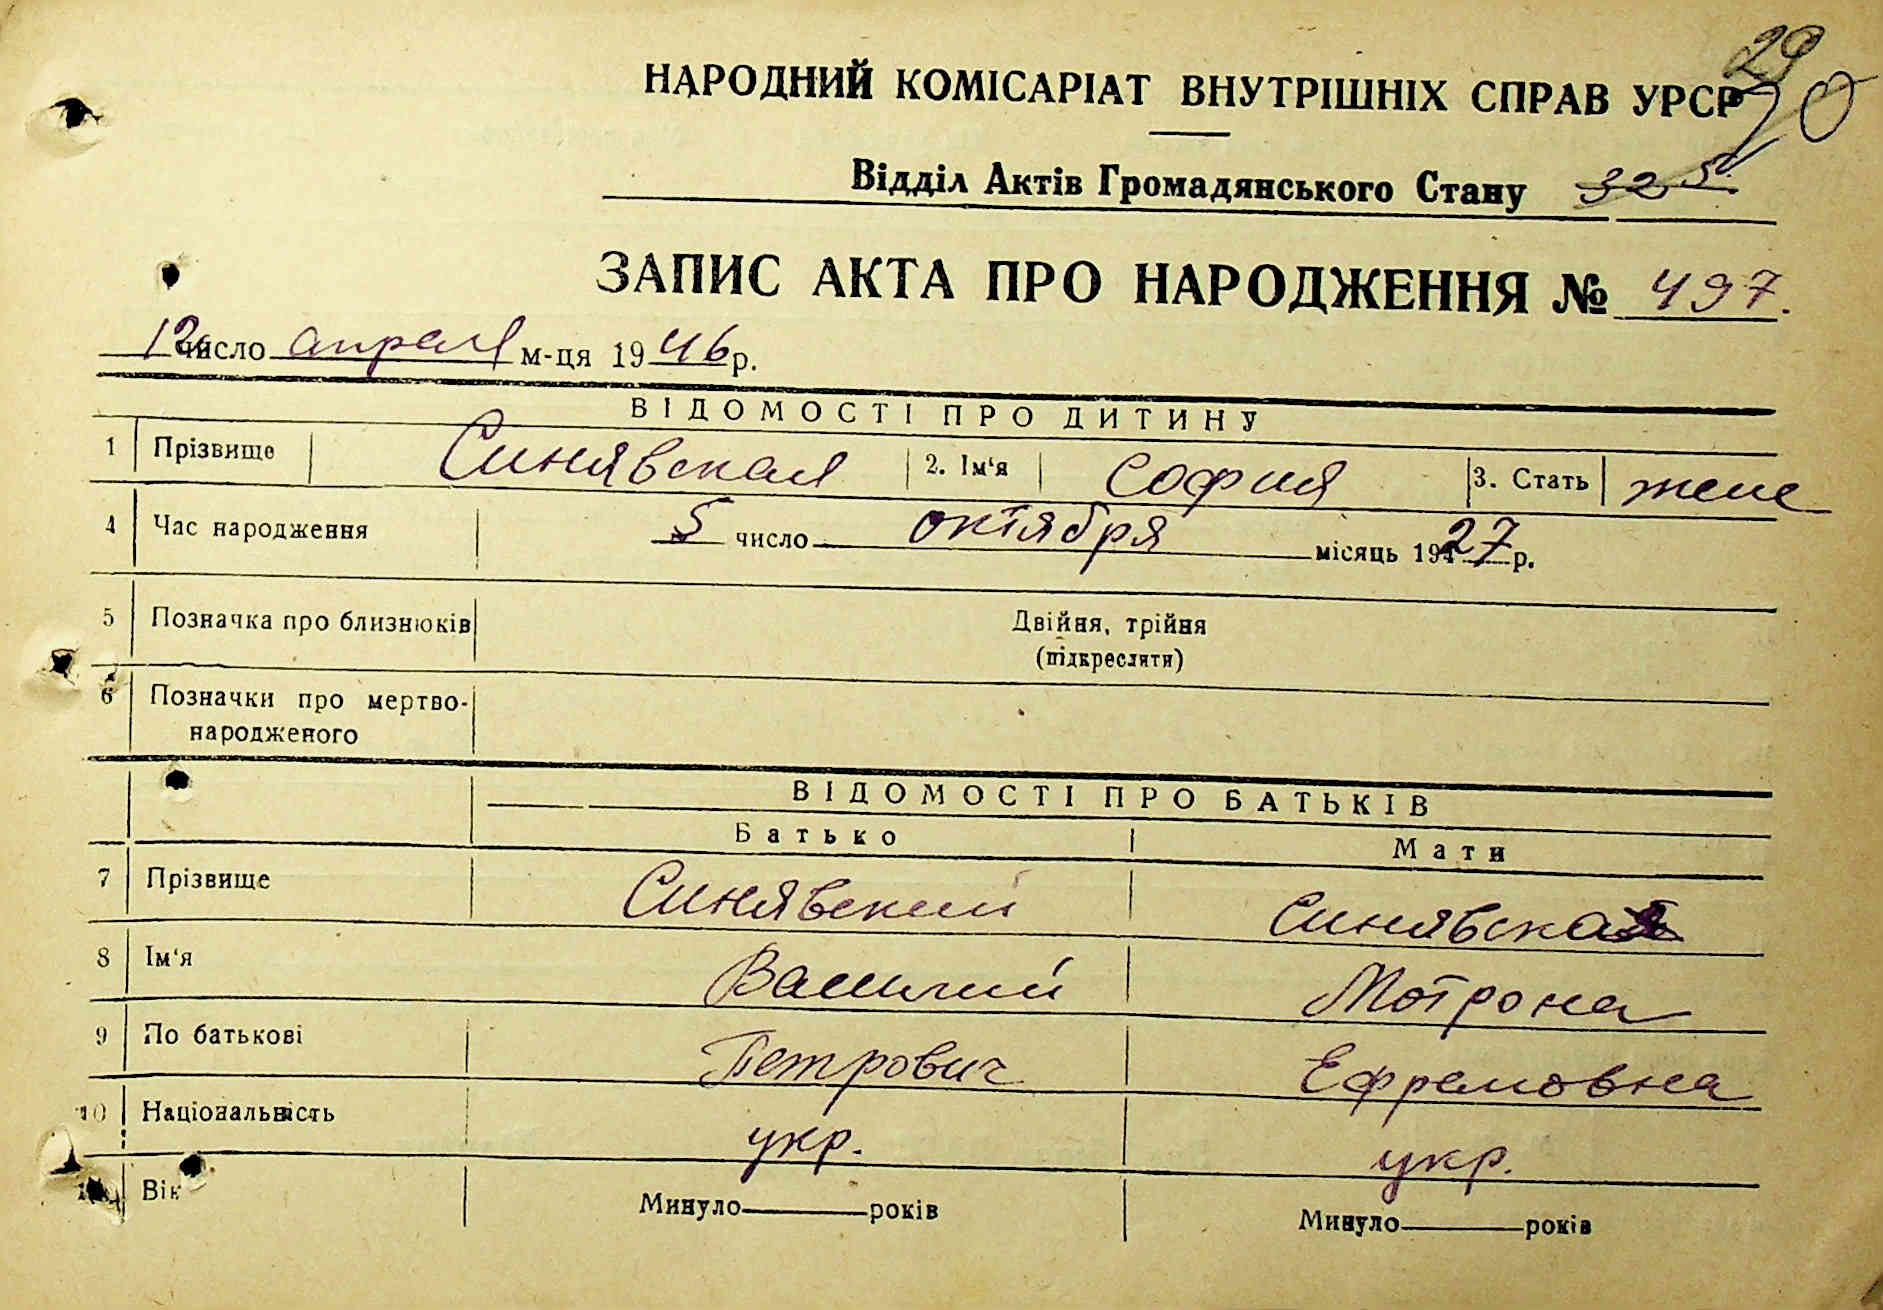 29
70
НАРОДНИЙ КОМІСАРІАТ ВНУТРІШНІХ СПРАВ УРСР
Відділ Актів Громадянського Стану 325
ЗАПИС АКТА ПРО НАРОДЖЕННЯ № 497.
12 число апреля м-ця 1946 р.
ВІДОМОСТІ ПРО ДИТИНУ
1 Прізвище Синявская 2. Ім‘я София 3. Стать жене
4 Час народження 5 число октября місяць 1927 р.
5 Позначка про близнюків Двійня, трійня
(підкреслити)
6 Позначки про мертво-
народженого
ВІДОМОСТІ ПРО БАТЬКІВ
Батько Мати
7 Прізвище Синявский Синявская
8 Ім‘я Василий Мотрона
9 По батькові Петрович Ефремовна
10 Національність укр. укр.
11 Вік Минуло років Минуло років